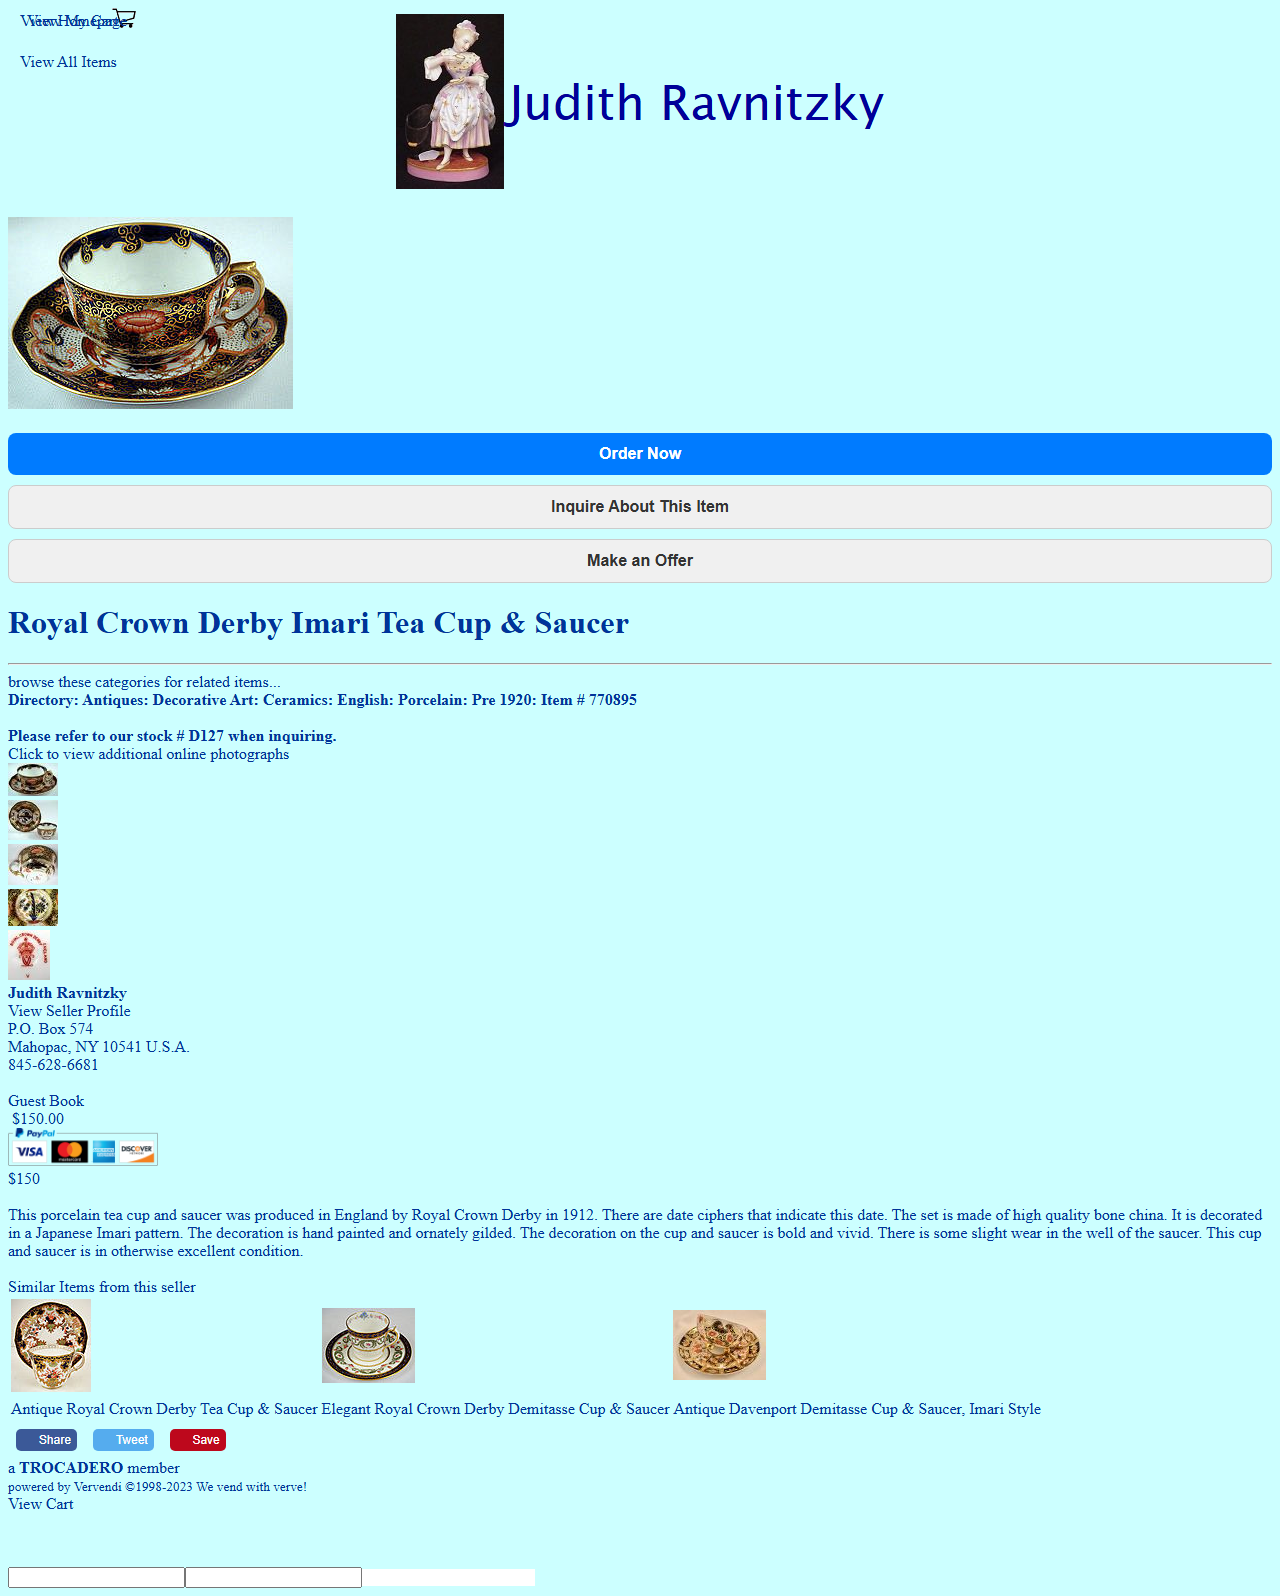 View Homepage
View My Cart
View All Items
Judith Ravnitzky
Order Now
Inquire About This Item
Make an Offer
Royal Crown Derby Imari Tea Cup & Saucer
browse these categories for related items...
Directory: Antiques: Decorative Art: Ceramics: English: Porcelain: Pre 1920: Item # 770895
Please refer to our stock # D127 when inquiring.
Click to view additional online photographs
ROYAL CROWN DERBY ENGLAND
Judith Ravnitzky
View Seller Profile
P.O. Box 574
Mahopac, NY 10541 U.S.A.
845-628-6681
Guest Book
$150.00
PayPal
VISA mastercard DISCOVER
$150
This porcelain tea cup and saucer was produced in England by Royal Crown Derby in 1912. There are date ciphers that indicate this date. The set is made of high quality bone china. It is decorated
in a Japanese Imari pattern. The decoration is hand painted and ornately gilded. The decoration on the cup and saucer is bold and vivid. There is some slight wear in the well of the saucer. This cup
and saucer is in otherwise excellent condition.
Similar Items from this seller
Antique Royal Crown Derby Tea Cup & Saucer Elegant Royal Crown Derby Demitasse Cup & Saucer Antique Davenport Demitasse Cup & Saucer, Imari Style
Share Tweet Save
a TROCADERO member
powered by Vervendi ©1998-2023 We vend with verve!
View Cart